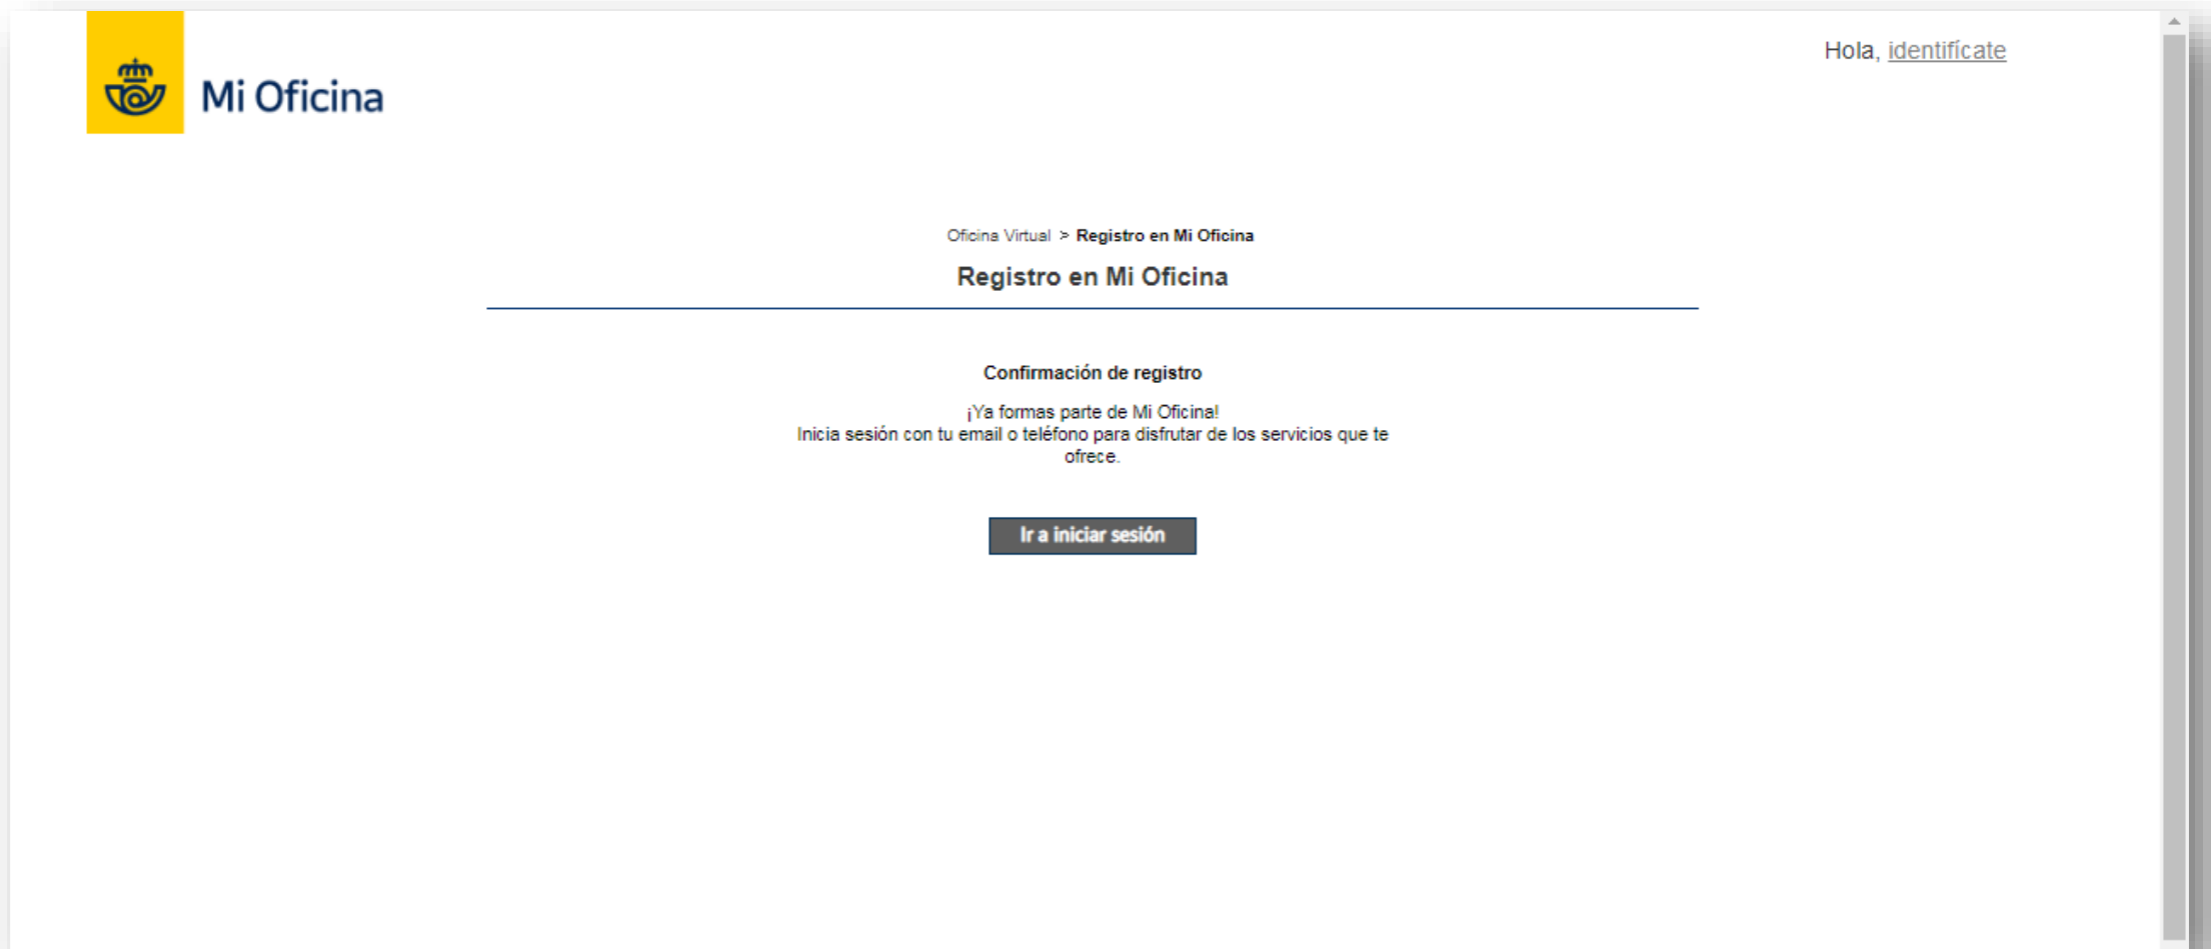 Hola, identifícate
Mi Oficina
Oficina Virtual > Registro en Mi Oficina
Registro en Mi Oficina
Confirmación de registro
¡Ya formas parte de Mi Oficina!
Inicia sesión con tu email o teléfono para disfrutar de los servicios que te
ofrece.
Ir a iniciar sesión